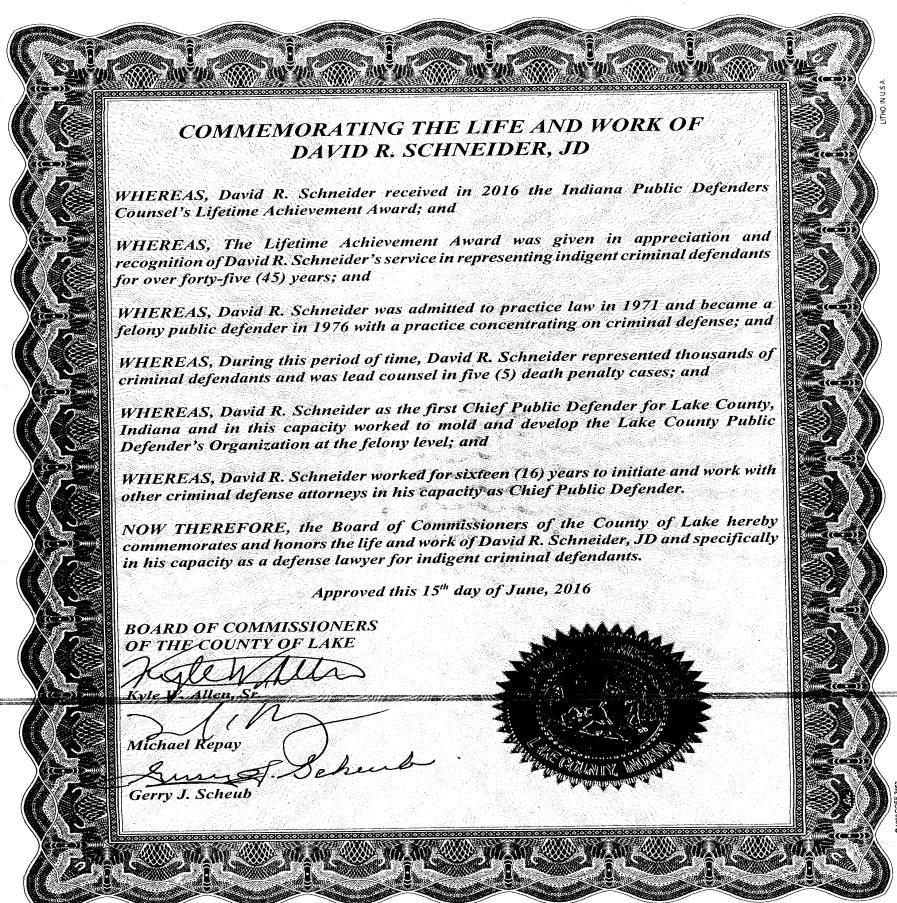 COMMEMORATING THE LIFE AND WORK OF
DAVID R. SCHNEIDER, JD
WHEREAS, David R. Schneider received in 2016 the Indiana Public Defenders
Counsel's Lifetime Achievement Award; and
WHEREAS, The Lifetime Achievement Award was given in appreciation and
recognition of David R. Schneider's service in representing indigent criminal defendants
for over forty-five (45) years; and
WHEREAS, David R. Schneider was admitted to practice law in 1971 and became a
felony public defender in 1976 with a practice concentrating on criminal defense; and
WHEREAS, During this period of time, David R. Schneider represented thousands of
criminal defendants and was lead counsel in five (5) death penalty cases; and
WHEREAS, David R. Schneider as the first Chief Public Defender for Lake County,
Indiana and in this capacity worked to mold and develop the Lake County Public
Defender's Organization at the felony level; and
WHEREAS, David R. Schneider worked for sixteen (16) years to initiate and work with
other criminal defense attorneys in his capacity as Chief Public Defender.
NOW THEREFORE, the Board of Commissioners of the County of Lake hereby
commemorates and honors the life and work of David R. Schneider, JD and specifically
in his capacity as a defense lawyer for indigent criminal defendants.
Approved this 15th day of June, 2016
BOARD OF COMMISSIONERS
OF THE COUNTY OF LAKE
Kyle W. Allen
Kyle W. Allen, Sr.
Michael Repay
Gerry J. Scheub
Gerry J. Scheub
LAKE COUNTY, INDIANA
LITHO. IN U.S.A.